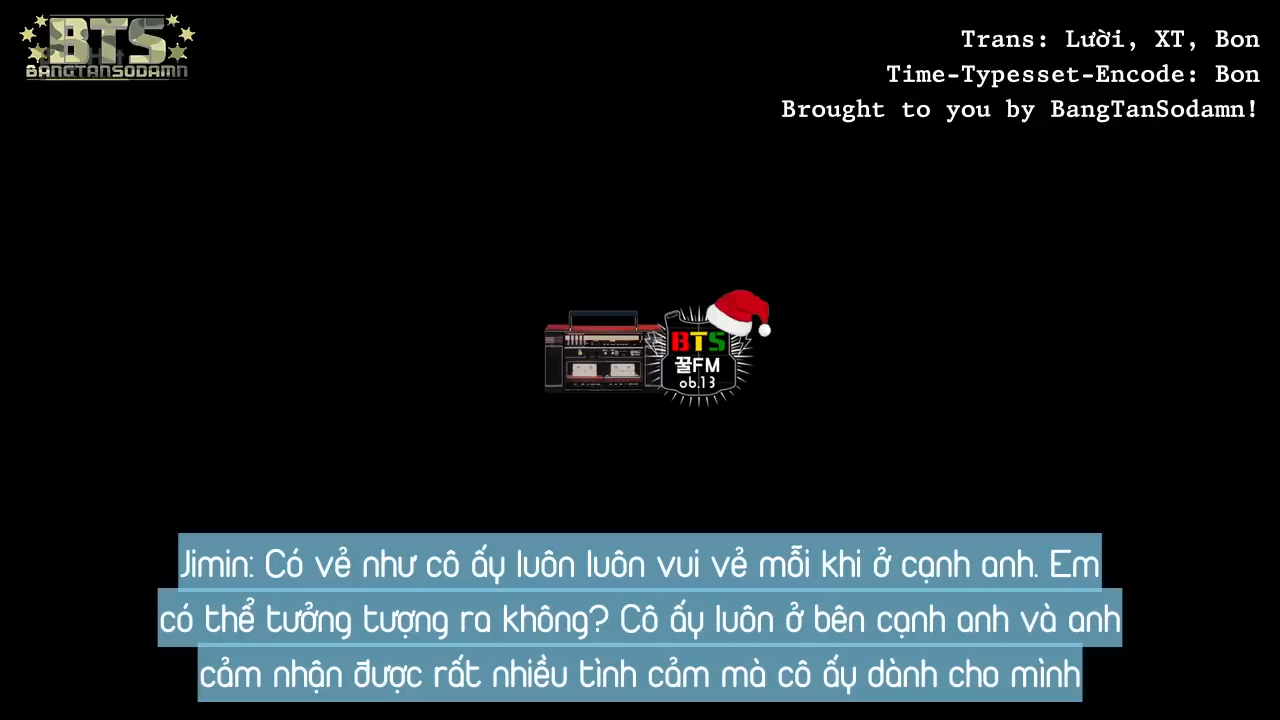 BTS
BANGTANSODAMN
Trans: Lười, XT, Bon
Time-Typesset-Encode: Bon
Brought to you by BangTanSodamn!
BTS
꿀FM
06.13
Jimin: Có vẻ như cô ấy luôn luôn vui vẻ mỗi khi ở cạnh anh. Em
có thể tưởng tượng ra không? Cô ấy luôn ở bên cạnh anh và anh
cảm nhận được rất nhiều tình cảm mà cô ấy dành cho mình